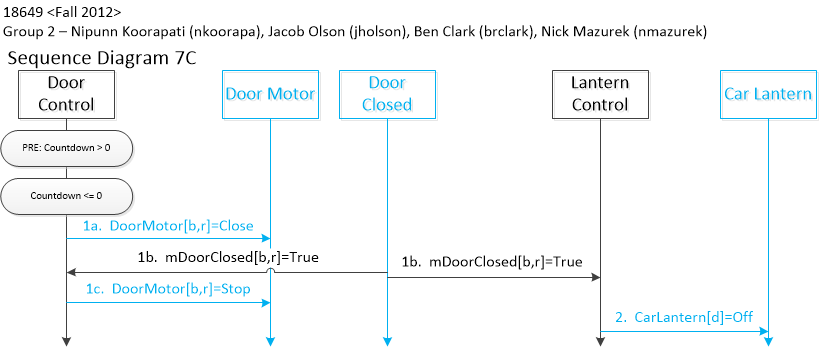 18649 <Fall 2012>
Group 2 – Nipunn Koorapati (nkoorapa), Jacob Olson (jholson), Ben Clark (brclark), Nick Mazurek (nmazurek)
Sequence Diagram 7C
Door
Control
Door Motor
Door
Closed
Lantern
Control
Car Lantern
PRE: Countdown > 0
Countdown <= 0
1a. DoorMotor[b,r]=Close
1b. mDoorClosed[b,r]=True
1b. mDoorClosed[b,r]=True
1c. DoorMotor[b,r]=Stop
2. CarLantern[d]=Off